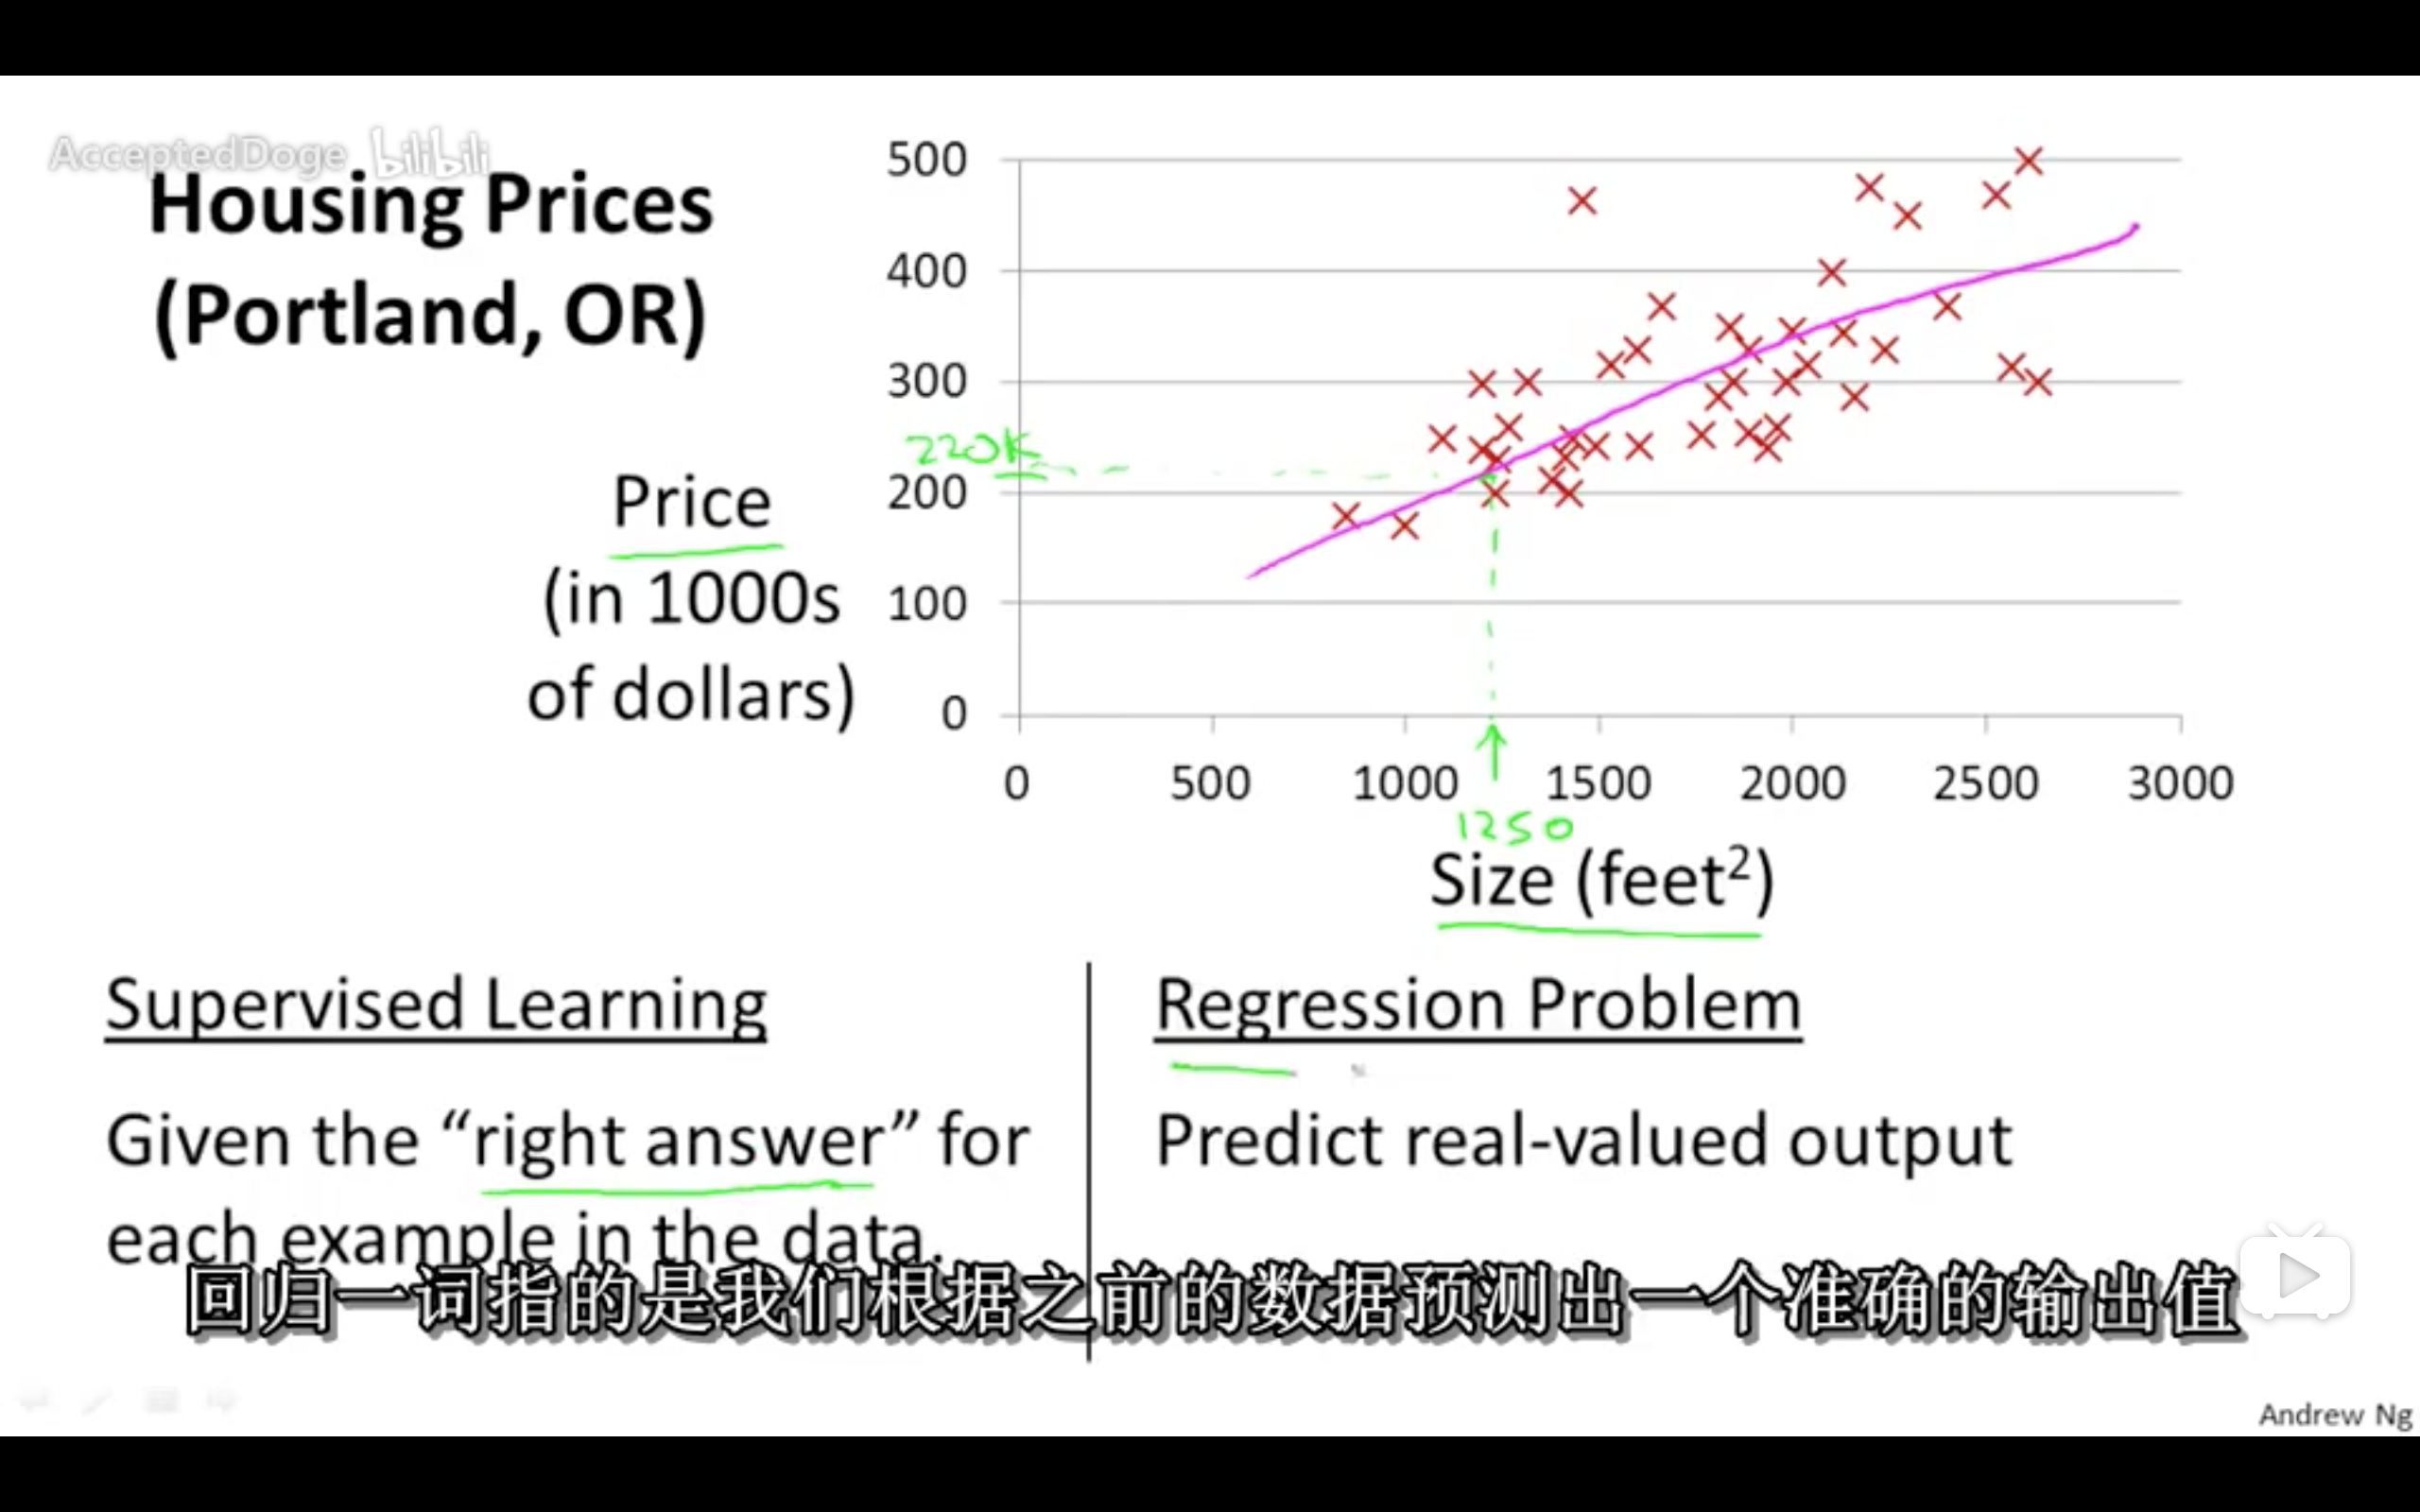 AcceptedDoge bilibili
Housing Prices
(Portland, OR)
500
400
300
220K
200
100
0
Price
(in 1000s
of dollars)
0 500 1000 1500 2000 2500 3000
1250
Size (feet²)
Supervised Learning
Given the “right answer” for
each example in the data.
Regression Problem
Predict real-valued output
回归一词指的是我们根据之前的数据预测出一个准确的输出值
Andrew Ng